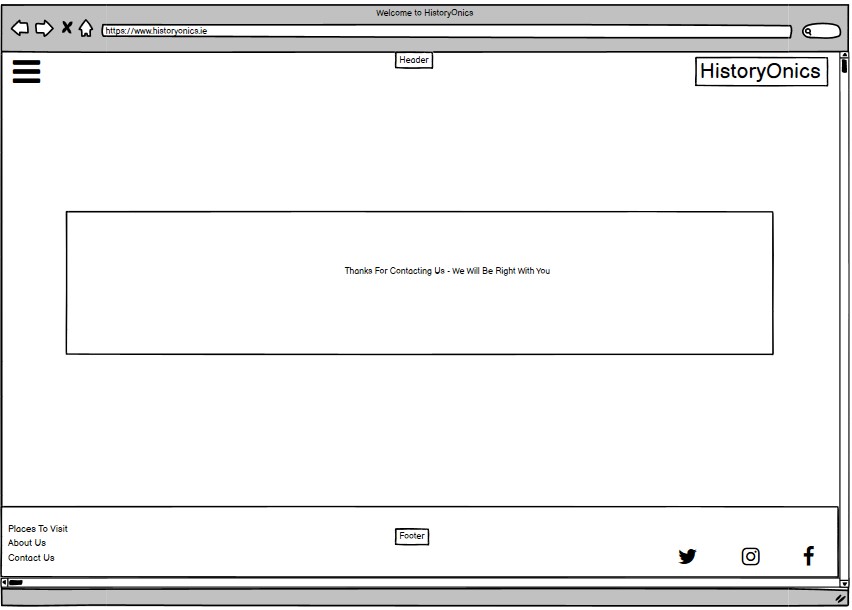 Welcome to HistoryOnics
https://www.historyonics.ie
Header
HistoryOnics
Thanks For Contacting Us - We Will Be Right With You
Places To Visit
About Us
Contact Us
Footer